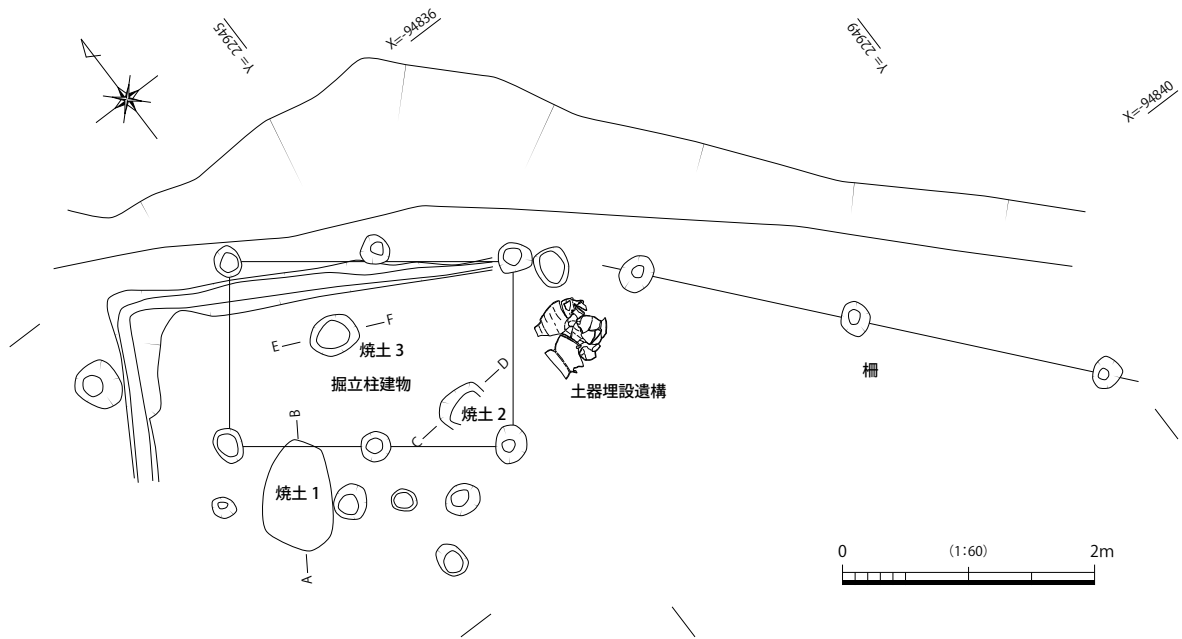 Y= 22945
X=-94836
Y= 22949
X=-94840
F
E
焼土 3
掘立柱建物
D
焼土 2
C
B
土器埋設遺構
柵
焼土 1
A
0
(1:60)
2m